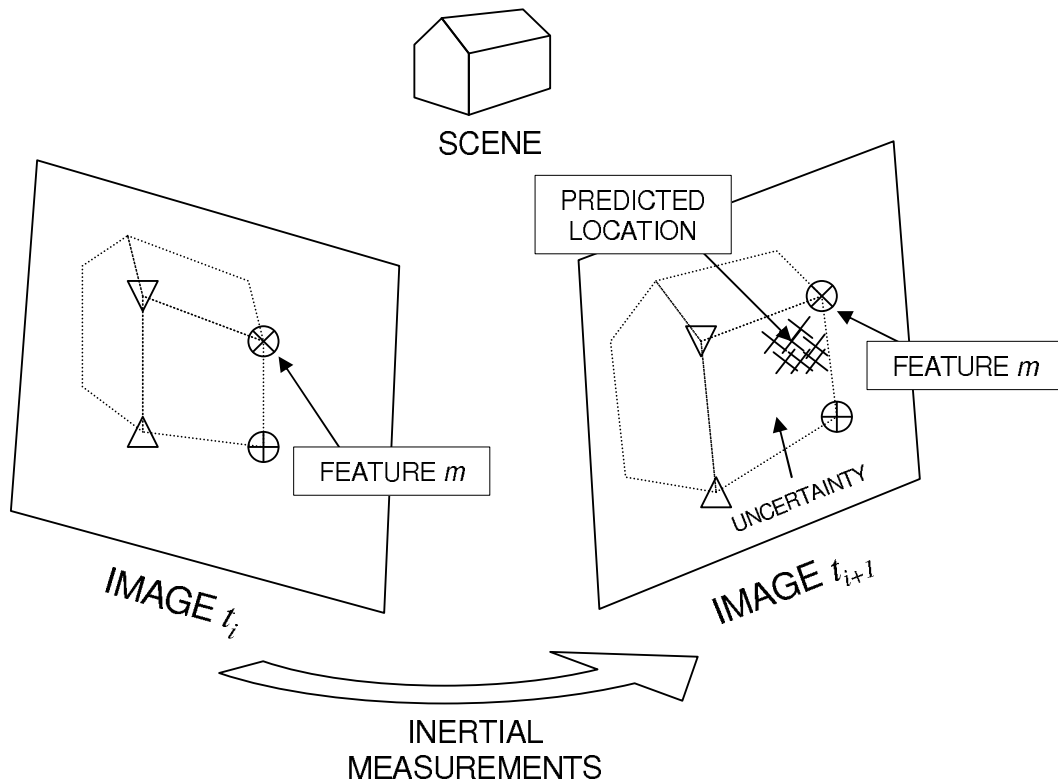 SCENE
PREDICTED
LOCATION
FEATURE m
FEATURE m
UNCERTAINTY
IMAGE t_i
IMAGE t_{i+1}
INERTIAL
MEASUREMENTS